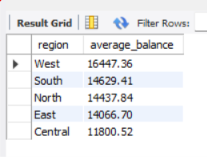 Result Grid Filter Rows:
region average_balance
West 16447.36
South 14629.41
North 14437.84
East 14066.70
Central 11800.52